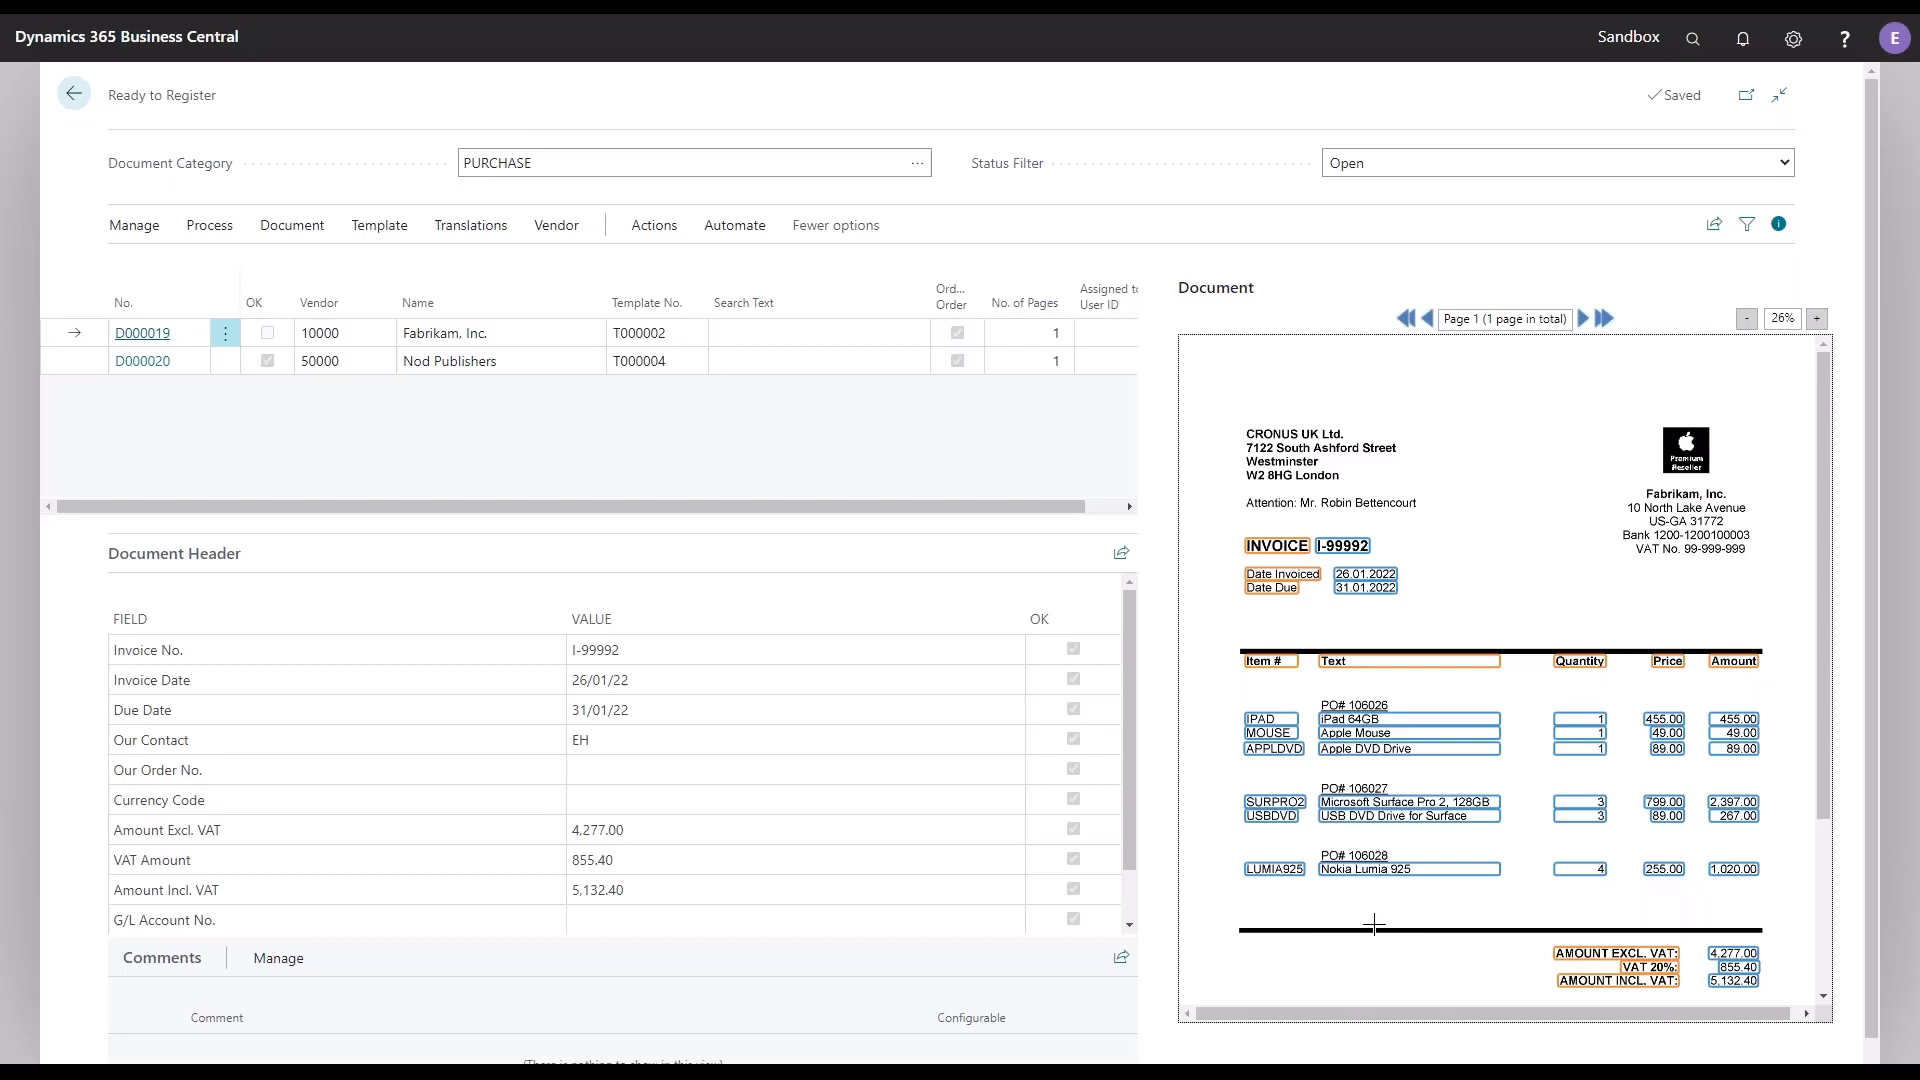 Dynamics 365 Business Central
Sandbox
?
E
Ready to Register
Saved
Document Category
PURCHASE
...
Status Filter
Open
Manage Process Document Template Translations Vendor Actions Automate Fewer options
No. OK Vendor Name Template No. Search Text Ord... Order No. of Pages Assigned to User ID
D000019 10000 Fabrikam, Inc. T000002 1
D000020 50000 Nod Publishers T000004 1
Document Header
FIELD VALUE OK
Invoice No. I-99992
Invoice Date 26/01/22
Due Date 31/01/22
Our Contact EH
Our Order No.
Currency Code
Amount Excl. VAT 4,277.00
VAT Amount 855.40
Amount Incl. VAT 5,132.40
G/L Account No.
Comments Manage
Comment Configurable
(There is nothing to show in this view)
Document
Page 1 (1 page in total)
- 26% +
CRONUS UK Ltd.
7122 South Ashford Street
Westminster
W2 8HG London
Attention: Mr. Robin Bettencourt
Premium
Reseller
Fabrikam, Inc.
10 North Lake Avenue
US-GA 31772
Bank 1200-1200100003
VAT No. 99-999-999
INVOICE I-99992
Date Invoiced 26.01.2022
Date Due 31.01.2022
Item # Text Quantity Price Amount
PO# 106026
IPAD iPad 64GB 1 455.00 455.00
MOUSE Apple Mouse 1 49.00 49.00
APPLDVD Apple DVD Drive 1 89.00 89.00
PO# 106027
SURPRO2 Microsoft Surface Pro 2, 128GB 3 799.00 2,397.00
USBDVD USB DVD Drive for Surface 3 89.00 267.00
PO# 106028
LUMIA925 Nokia Lumia 925 4 255.00 1,020.00
AMOUNT EXCL. VAT: 4,277.00
VAT 20%: 855.40
AMOUNT INCL. VAT: 5,132.40